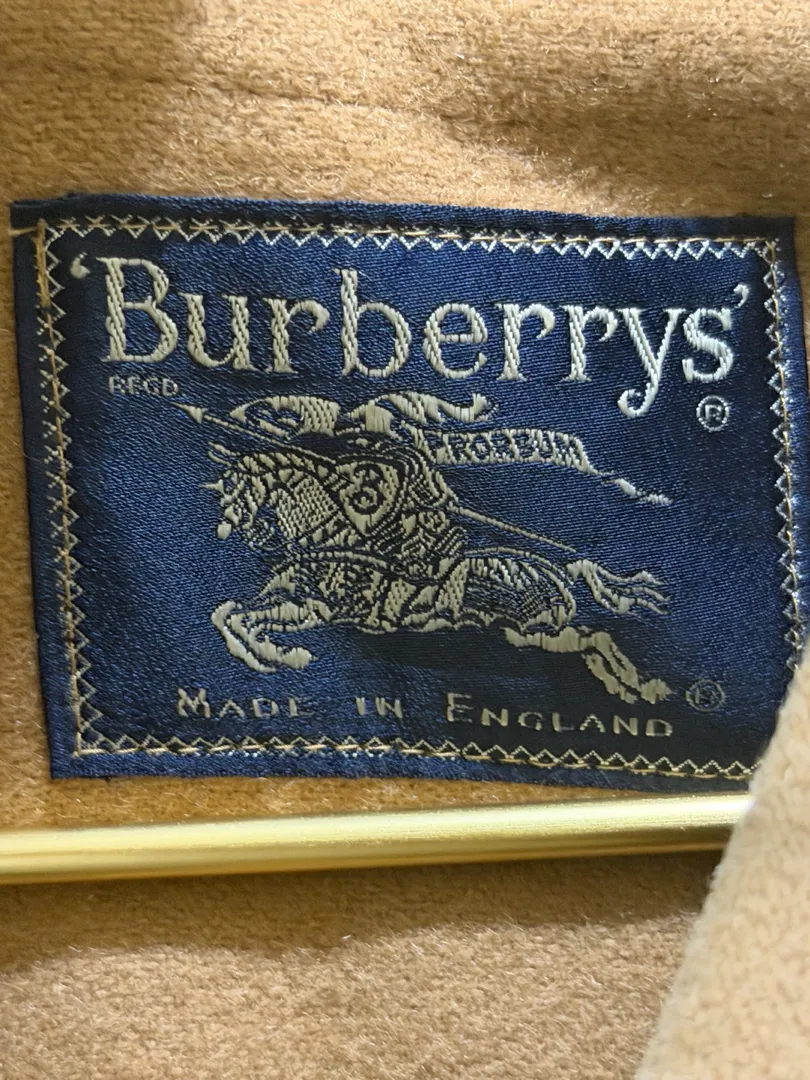 'Burberrys'
REGD.
®
PRORSUM
B
®
MADE IN ENGLAND